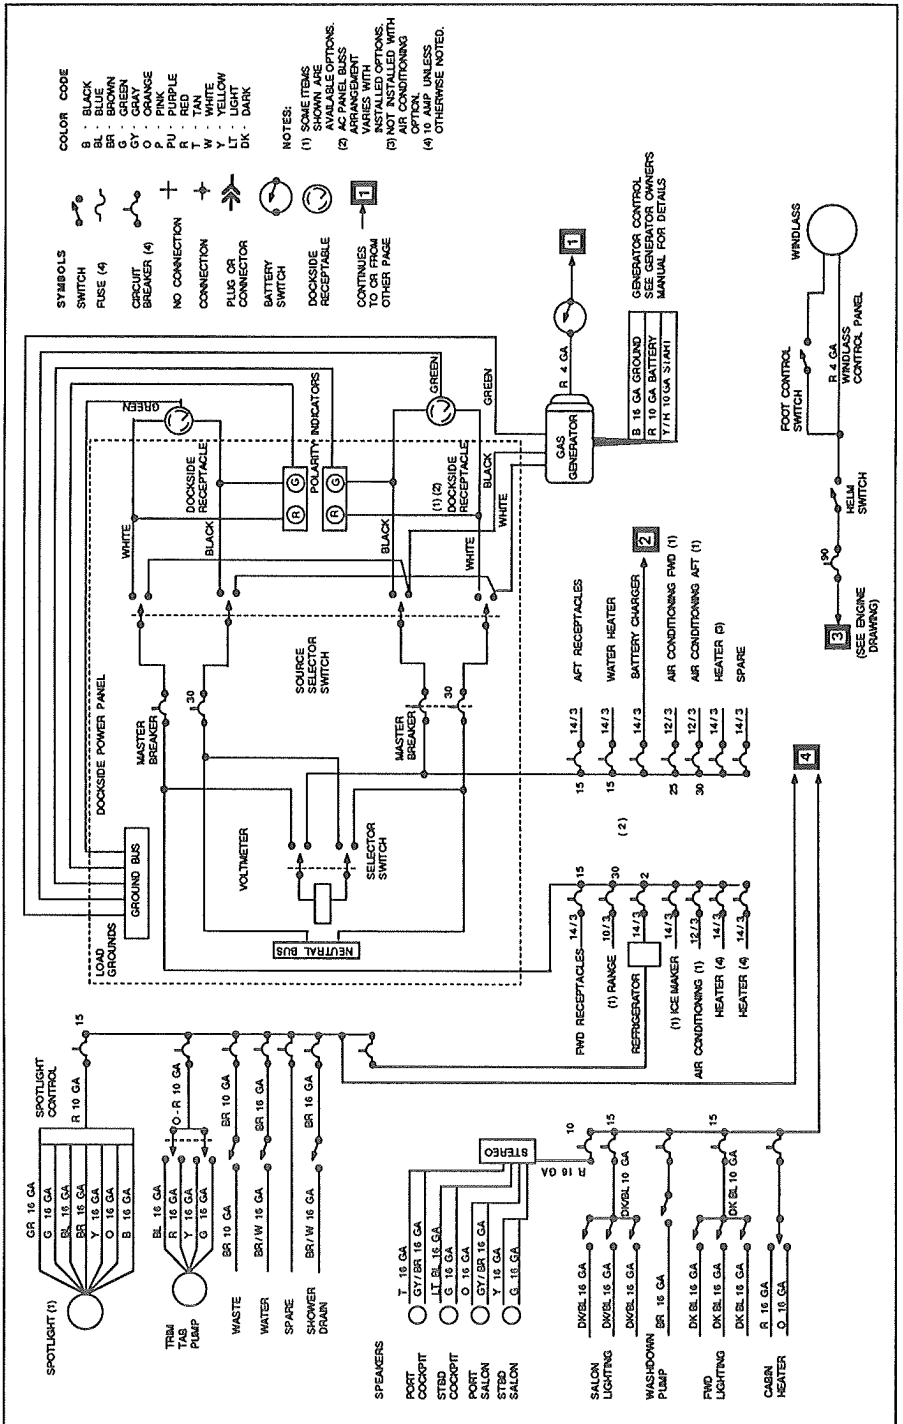 COLOR CODE
B - BLACK
BL - BLUE
BR - BROWN
G - GREEN
GY - GRAY
O - ORANGE
P - PINK
PU - PURPLE
R - RED
T - TAN
W - WHITE
Y - YELLOW
LT - LIGHT
DK - DARK
NOTES:
(1) SOME ITEMS
SHOWN ARE
AVAILABLE OPTIONS.
(2) AC PANEL BUSS
ARRANGEMENT
VARIES WITH
INSTALLED OPTIONS.
(3) NOT INSTALLED WITH
AIR CONDITIONING
OPTION.
(4) 10 AMP UNLESS
OTHERWISE NOTED.
SYMBOLS
SWITCH
FUSE (4)
CIRCUIT
BREAKER (4)
NO CONNECTION
CONNECTION
PLUG OR
CONNECTOR
BATTERY
SWITCH
DOCKSIDE
RECEPTABLE
CONTINUES
TO OR FROM
OTHER PAGE
1
GREEN
DOCKSIDE
RECEPTACLE
WHITE
BLACK
R G
POLARITY INDICATORS
R G
(1) (2)
DOCKSIDE
RECEPTACLE
BLACK
WHITE
GREEN
GREEN
BLACK
WHITE
GAS
GENERATOR
R 4 GA
1
GENERATOR CONTROL
SEE GENERATOR OWNER'S
MANUAL FOR DETAILS
B 16 GA GROUND
R 10 GA BATTERY
Y/R 10 GA START
WINDLASS
FOOT CONTROL
SWITCH
R 4 GA
WINDLASS
CONTROL PANEL
HELM
SWITCH
90
3
(SEE ENGINE
DRAWING)
DOCKSIDE POWER PANEL
MASTER
BREAKER
30
SOURCE
SELECTOR
SWITCH
MASTER
BREAKER
30
VOLTMETER
SELECTOR
SWITCH
GROUND BUS
LOAD
GROUNDS
NEUTRAL BUS
15 14/3 AFT RECEPTACLES
15 14/3 WATER HEATER
14/3 BATTERY CHARGER
2
25 12/3 AIR CONDITIONING FWD (1)
30 12/3 AIR CONDITIONING AFT (1)
14/3 HEATER (3)
14/3 SPARE
(2)
FWD RECEPTACLES 14/3 15
(1) RANGE 10/3 30
REFRIGERATOR 14/3 2
(1) ICE MAKER 14/3
AIR CONDITIONING (1) 12/3
HEATER (4) 14/3
HEATER (4) 14/3
4
SPOTLIGHT
CONTROL
R 10 GA
15
SPOTLIGHT (1)
GR 16 GA
G 16 GA
BL 16 GA
BR 16 GA
Y 16 GA
O 16 GA
B 16 GA
TRIM
TAB
PUMP
BL 16 GA
R 16 GA
Y 16 GA
G 16 GA
O - R 10 GA
WASTE
BR 10 GA
BR 10 GA
WATER
BR/W 16 GA
BR 16 GA
SPARE
SHOWER
DRAIN
BR/W 16 GA
BR 16 GA
SPEAKERS
PORT
COCKPIT
T 16 GA
GY/BR 16 GA
STBD
COCKPIT
LT BL 16 GA
G 16 GA
PORT
SALON
O 16 GA
GY/BR 16 GA
STBD
SALON
Y 16 GA
G 16 GA
STEREO
R 16 GA
10
SALON
LIGHTING
DK/BL 16 GA
DK/BL 16 GA
DK/BL 16 GA
DK/BL 10 GA
15
WASHDOWN
PUMP
BR 16 GA
FWD
LIGHTING
DK BL 16 GA
DK BL 16 GA
DK BL 16 GA
DK BL 10 GA
15
CABIN
HEATER
R 16 GA
O 16 GA